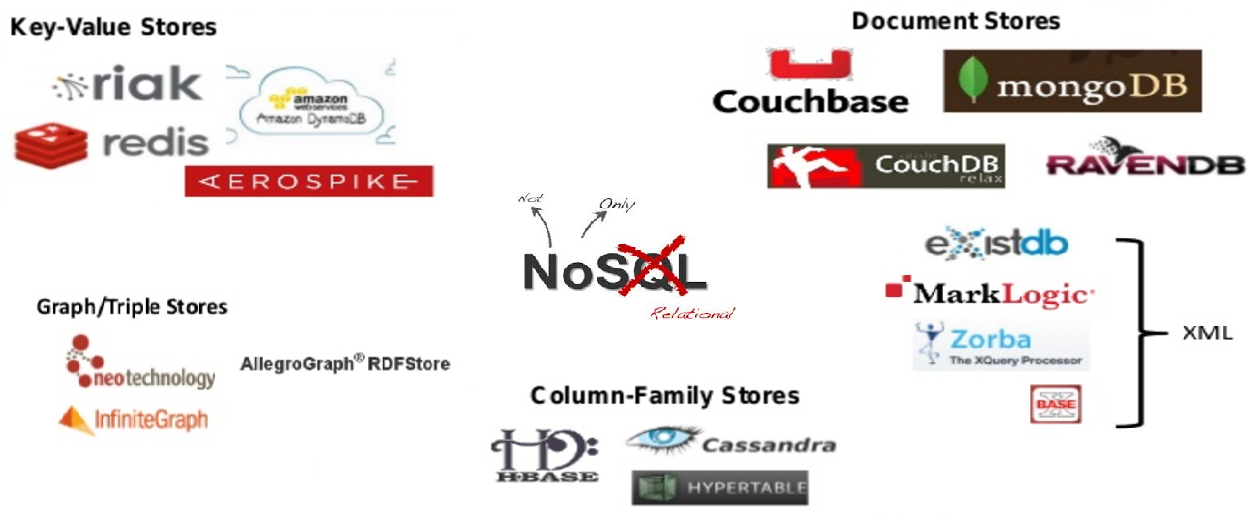 Key-Value Stores
riak
amazon
webservices
Amazon DynamoDB
redis
AEROSPIKE
Document Stores
Couchbase
mongoDB
CouchDB
relax
RAVENDB
Not
Only
NoSQL
Relational
existdb
MarkLogic
Zorba
The XQuery Processor
BASE
X
XML
Graph/Triple Stores
neotechnology
AllegroGraph® RDFStore
InfiniteGraph
Column-Family Stores
HBASE
Cassandra
HYPERTABLE